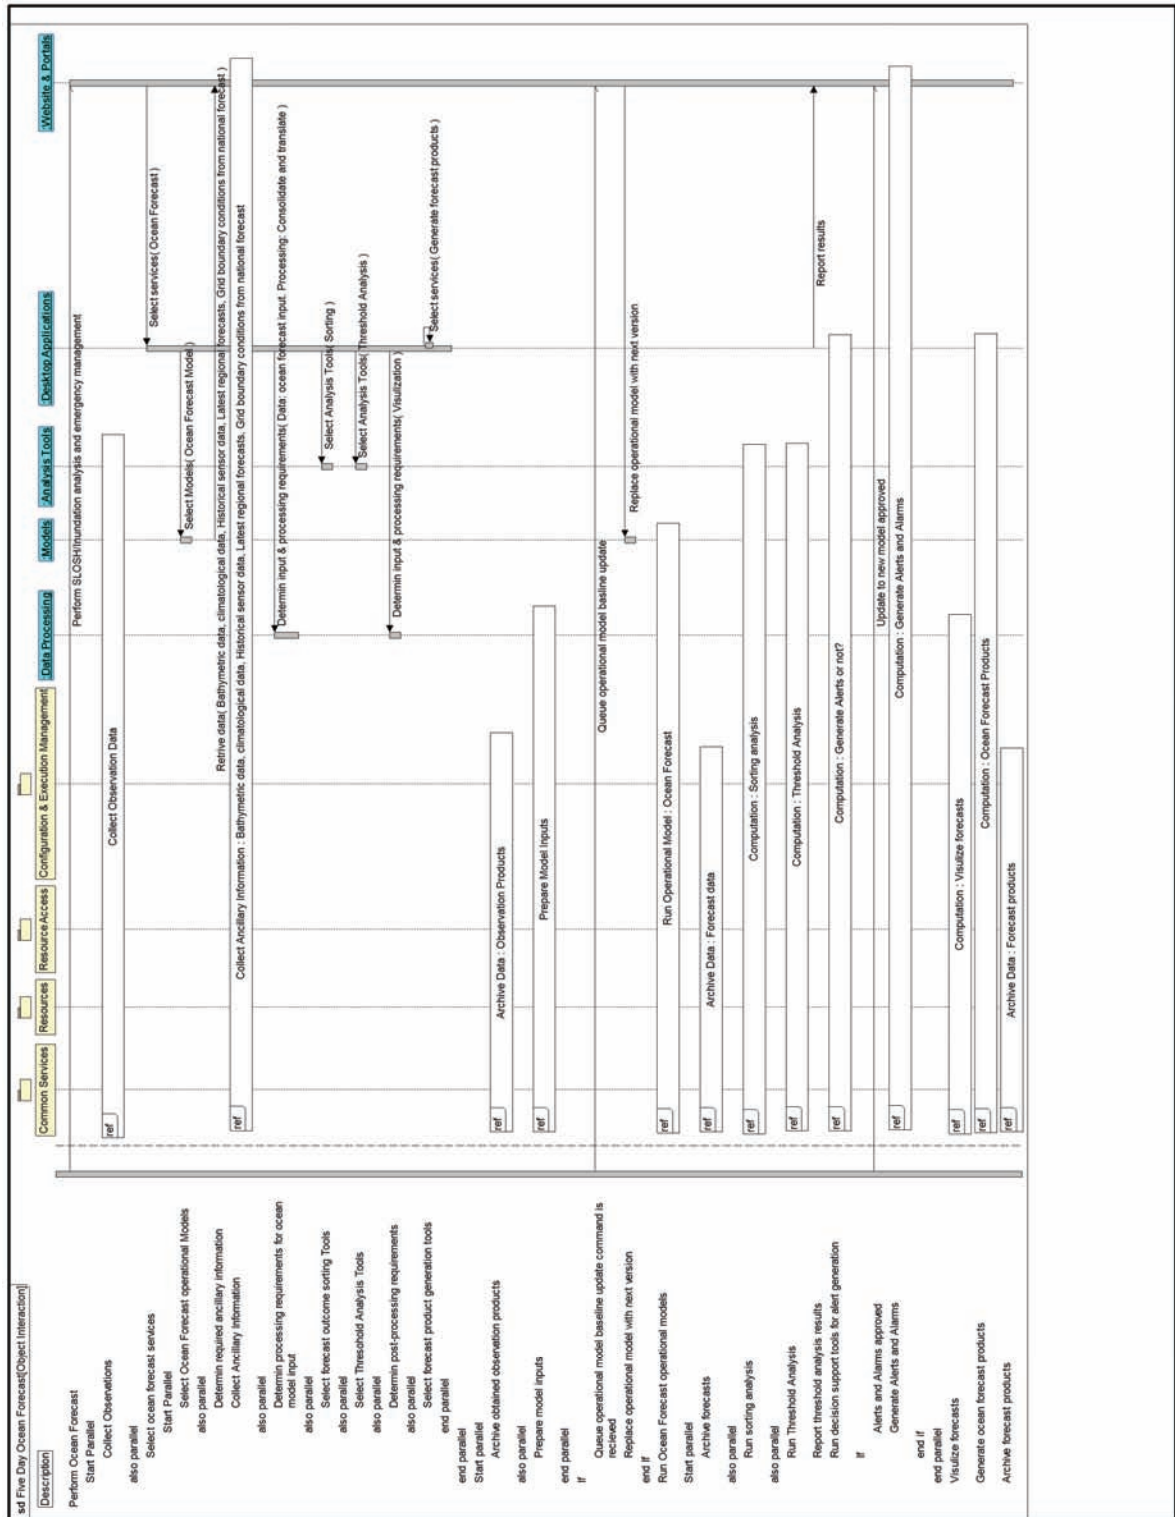 sd Five Day Ocean Forecast[Object Interaction]
Description
Common Services
Resources
Resource Access
Configuration & Execution Management
:Data Processing
:Models
:Analysis Tools
:Desktop Applications
:Website & Portals
Perform Ocean Forecast
Perform SLOSH/Inundation analysis and emergency management
Start Parallel
Collect Observations
ref
Collect Observation Data
also parallel
Select ocean forecast services
Select services( Ocean Forecast )
Start Parallel
Select Ocean Forecast operational Models
Select Models( Ocean Forecast Model )
also parallel
Determin required ancillary information
Retrive data( Bathymetric data, climatological data, Historical sensor data, Latest regional forecasts, Grid boundary conditions from national forecast )
Collect Ancillary Information
ref
Collect Ancillary Information : Bathymetric data, climatological data, Historical sensor data, Latest regional forecasts, Grid boundary conditions from national forecast
also parallel
Determin processing requirements for ocean
model input
Determin input & processing requirements( Data: ocean forecast input. Processing: Consolidate and translate )
also parallel
Select forecast outcome sorting Tools
Select Analysis Tools( Sorting )
also parallel
Select Threshold Analysis Tools
Select Analysis Tools( Threshold Analysis )
also parallel
Determin post-processing requirements
Determin input & processing requirements( Visulization )
also parallel
Select forecast product generation tools
Select services( Generate forecast products )
end parallel
end parallel
Start parallel
Archive obtained observation products
ref
Archive Data : Observation Products
also parallel
Prepare model inputs
ref
Prepare Model Inputs
end parallel
If
Queue operational model baseline update command is
recieved
Queue operational model basline update
Replace operational model with next version
Replace operational model with next version
end If
Run Ocean Forecast operational models
ref
Run Operational Model : Ocean Forecast
Start parallel
Archive forecasts
ref
Archive Data : Forecast data
also parallel
Run sorting analysis
ref
Computation : Sorting analysis
also parallel
Run Threshold Analysis
ref
Computation : Threshold Analysis
Report threshold analysis results
Report results
Run decision support tools for alert generation
ref
Computation : Generate Alerts or not?
If
Alerts and Alarms approved
Update to new model approved
Generate Alerts and Alarms
ref
Computation : Generate Alerts and Alarms
end if
end parallel
Visulize forecasts
ref
Computation : Visulize forecasts
Generate ocean forecast products
ref
Computation : Ocean Forecast Products
Archive forecast products
ref
Archive Data : Forecast products